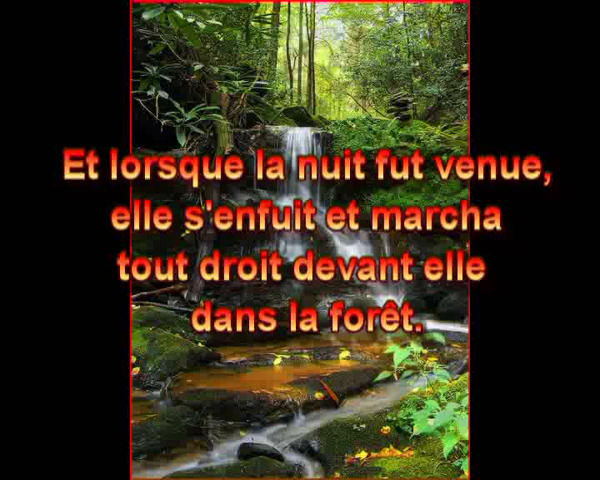 Et lorsque la nuit fut venue,
elle s'enfuit et marcha
tout droit devant elle
dans la forêt.